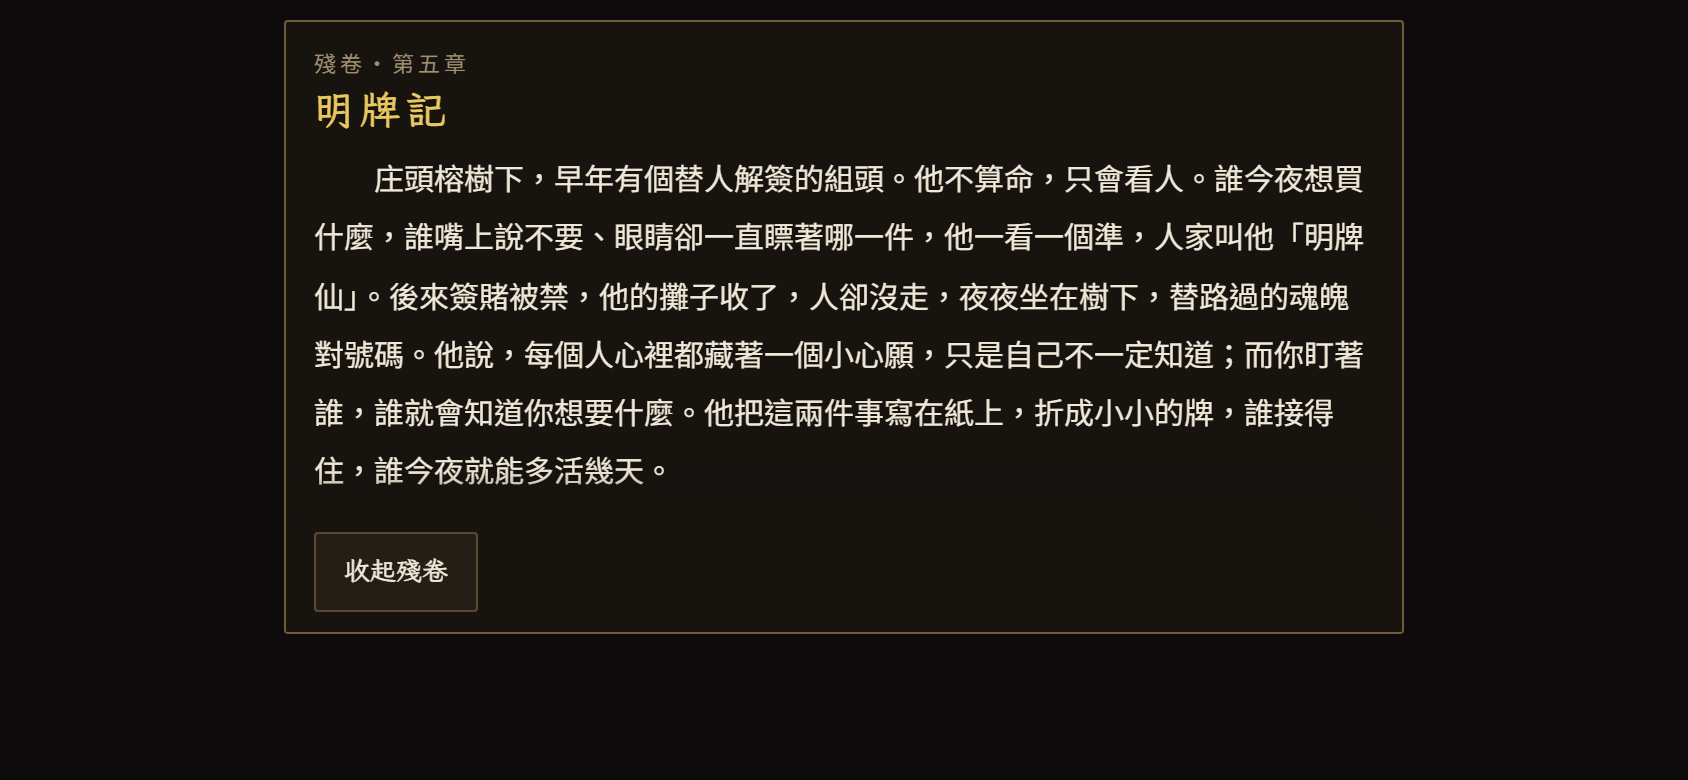 殘卷・第五章
明牌記
庄頭榕樹下，早年有個替人解簽的組頭。他不算命，只會看人。誰今夜想買
什麼，誰嘴上說不要、眼睛卻一直瞟著哪一件，他一看一個準，人家叫他「明牌
仙」。後來簽賭被禁，他的攤子收了，人卻沒走，夜夜坐在樹下，替路過的魂魄
對號碼。他說，每個人心裡都藏著一個小心願，只是自己不一定知道；而你盯著
誰，誰就會知道你想要什麼。他把這兩件事寫在紙上，折成小小的牌，誰接得
住，誰今夜就能多活幾天。
收起殘卷